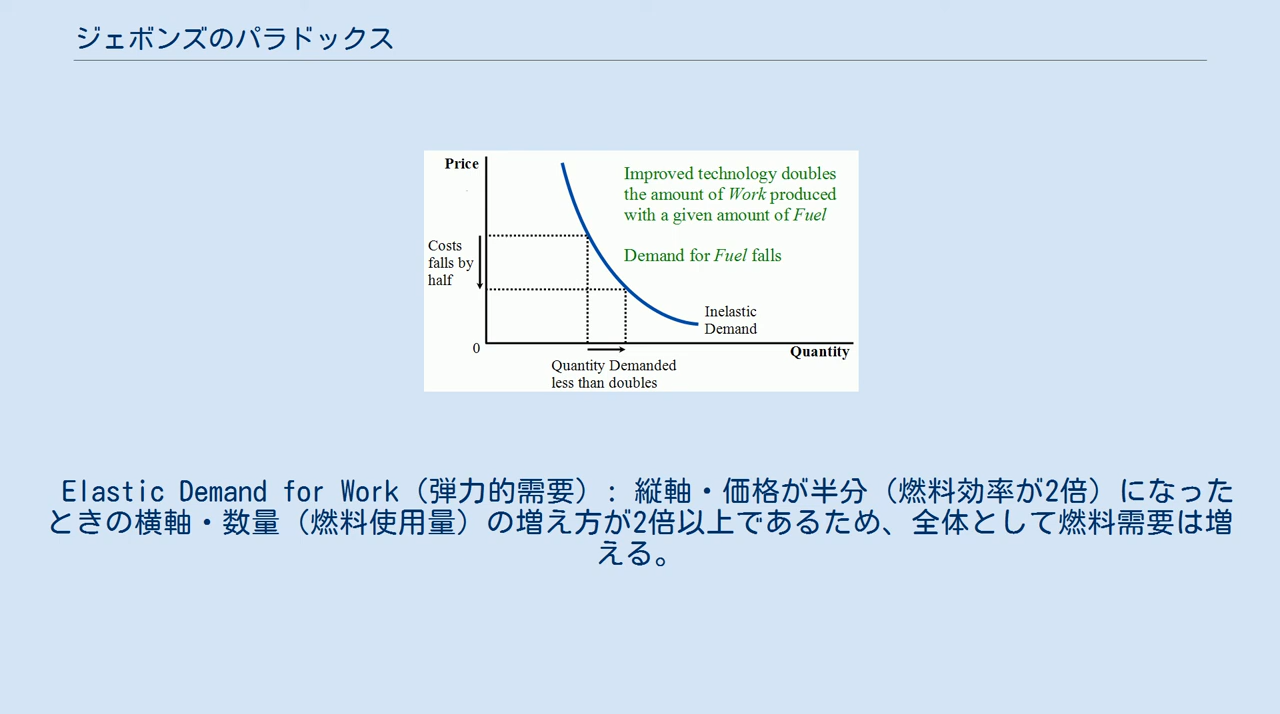 ジェボンズのパラドックス
Price
Improved technology doubles
the amount of Work produced
with a given amount of Fuel
Demand for Fuel falls
Costs
falls by
half
Inelastic
Demand
0
Quantity
Quantity Demanded
less than doubles
Elastic Demand for Work（弾力的需要）: 縦軸・価格が半分（燃料効率が2倍）になった
ときの横軸・数量（燃料使用量）の増え方が2倍以上であるため、全体として燃料需要は増
える。